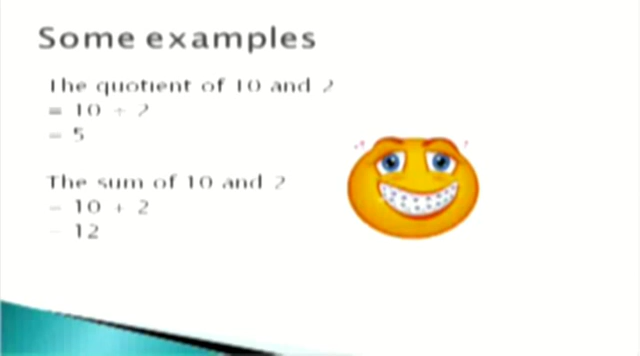 Some examples
The quotient of 10 and 2
= 10 ÷ 2
= 5
The sum of 10 and 2
= 10 + 2
= 12